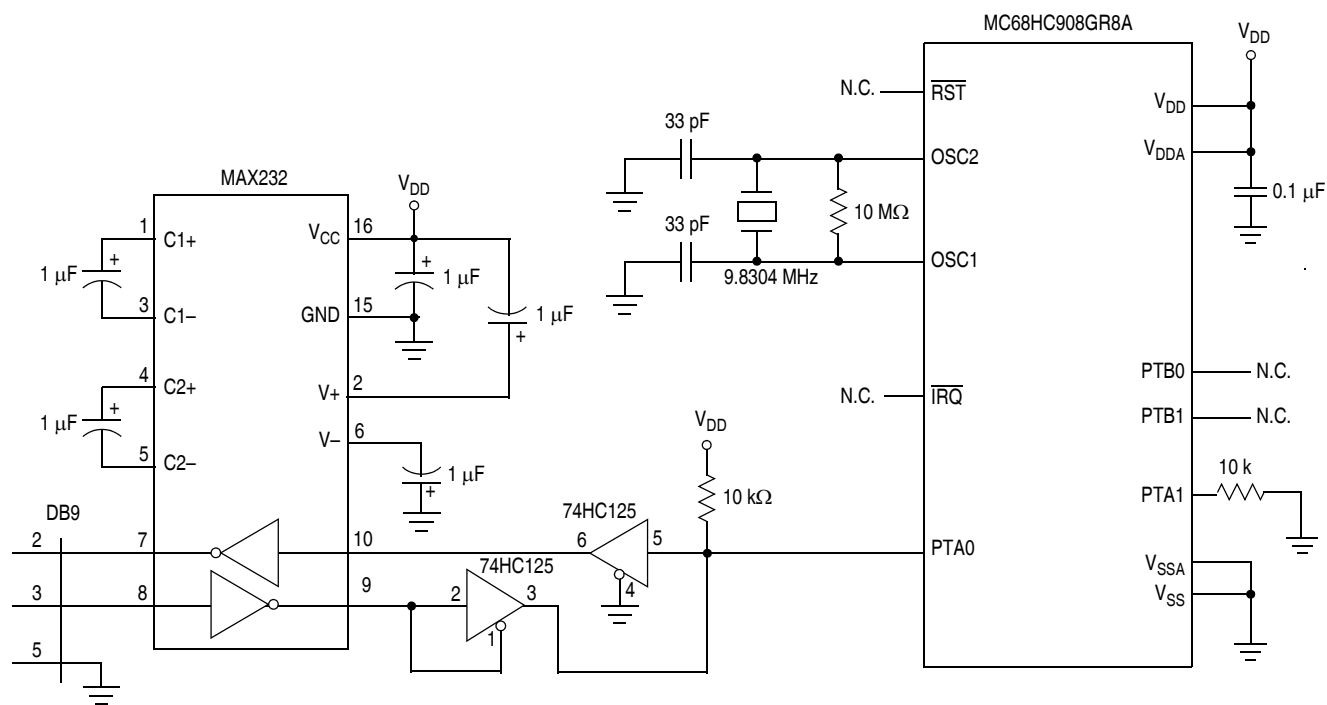 MC68HC908GR8A
VDD
N.C.
RST
VDD
33 pF
OSC2
VDDA
MAX232
VDD
10 MΩ
0.1 µF
1
C1+
VCC
16
33 pF
1 µF
+
+
1 µF
9.8304 MHz
OSC1
3
C1–
GND
15
1 µF
+
4
C2+
V+
2
N.C.
IRQ
PTB0
N.C.
1 µF
+
VDD
PTB1
N.C.
V–
6
5
C2–
1 µF
+
10 kΩ
PTA1
10 k
DB9
74HC125
2
7
10
6
5
PTA0
74HC125
4
VSSA
3
8
9
2
3
VSS
1
5